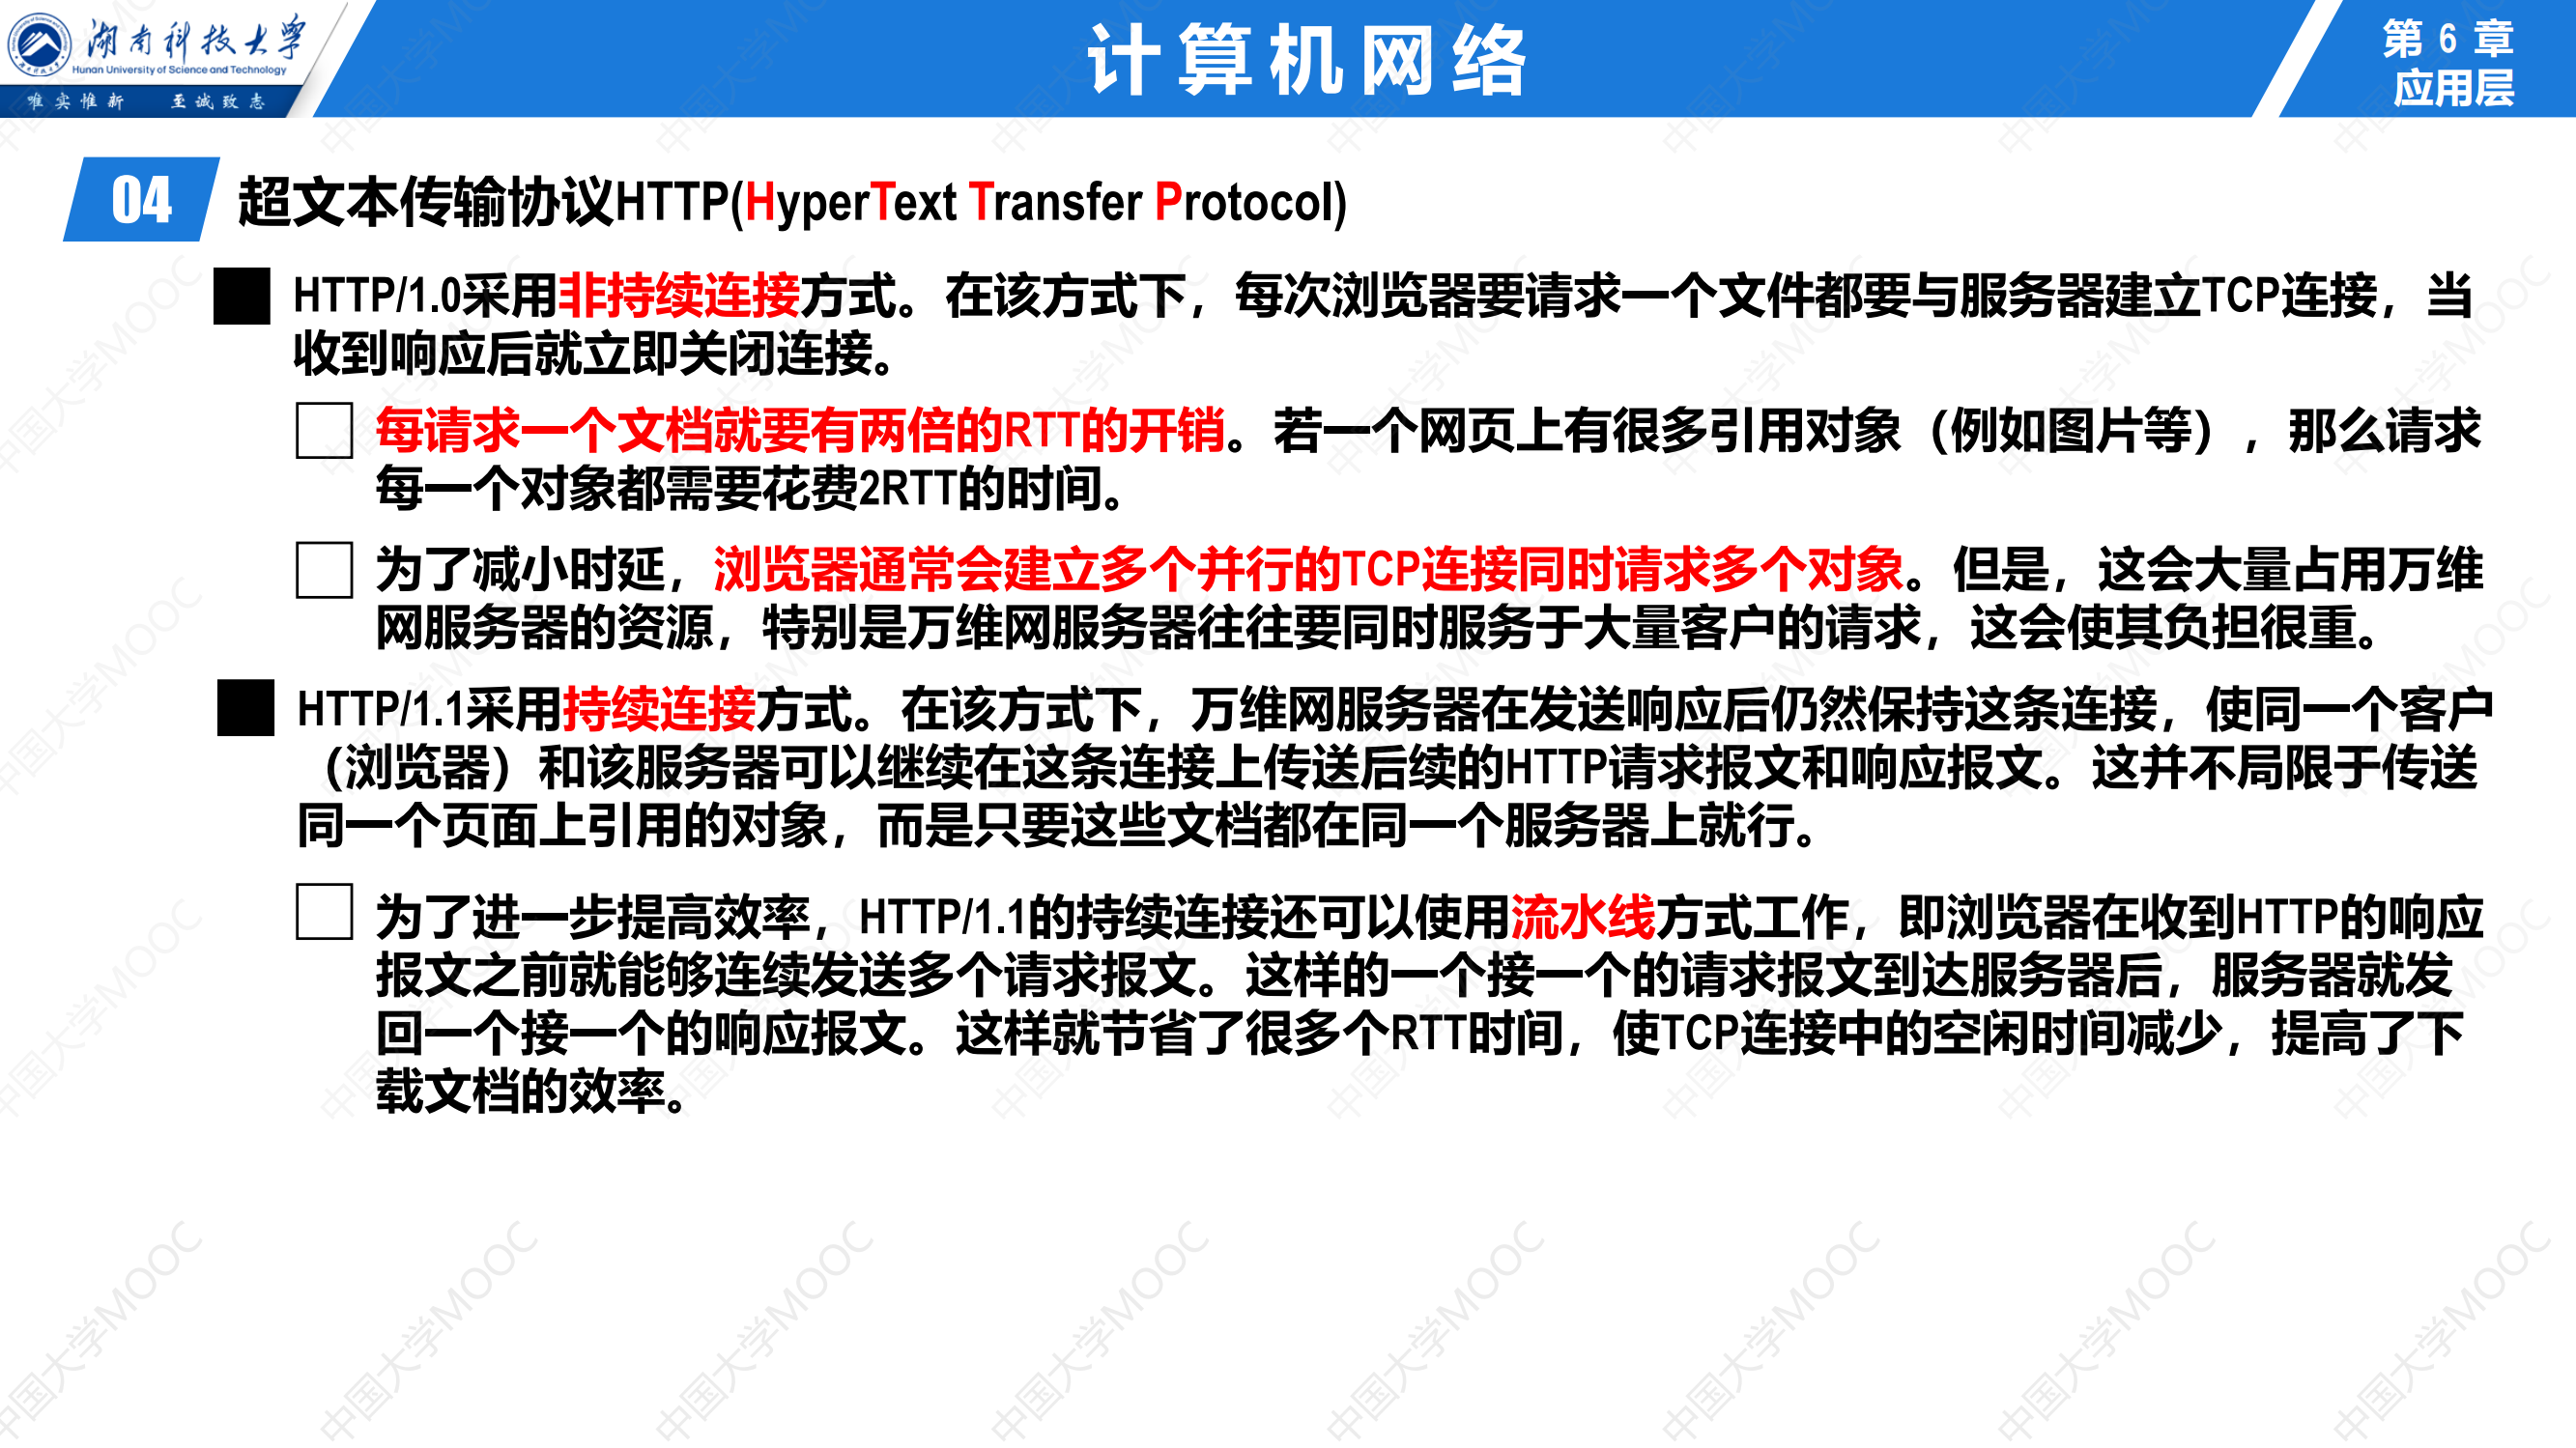 湖南科技大学
Hunan University of Science and Technology
唯实惟新 至诚致志
计算机网络
第 6 章
应用层
04 超文本传输协议HTTP(HyperText Transfer Protocol)
HTTP/1.0采用非持续连接方式。在该方式下，每次浏览器要请求一个文件都要与服务器建立TCP连接，当
收到响应后就立即关闭连接。
每请求一个文档就要有两倍的RTT的开销。若一个网页上有很多引用对象（例如图片等），那么请求
每一个对象都需要花费2RTT的时间。
为了减小时延，浏览器通常会建立多个并行的TCP连接同时请求多个对象。但是，这会大量占用万维
网服务器的资源，特别是万维网服务器往往要同时服务于大量客户的请求，这会使其负担很重。
HTTP/1.1采用持续连接方式。在该方式下，万维网服务器在发送响应后仍然保持这条连接，使同一个客户
（浏览器）和该服务器可以继续在这条连接上传送后续的HTTP请求报文和响应报文。这并不局限于传送
同一个页面上引用的对象，而是只要这些文档都在同一个服务器上就行。
为了进一步提高效率，HTTP/1.1的持续连接还可以使用流水线方式工作，即浏览器在收到HTTP的响应
报文之前就能够连续发送多个请求报文。这样的一个接一个的请求报文到达服务器后，服务器就发
回一个接一个的响应报文。这样就节省了很多个RTT时间，使TCP连接中的空闲时间减少，提高了下
载文档的效率。
中国大学MOOC